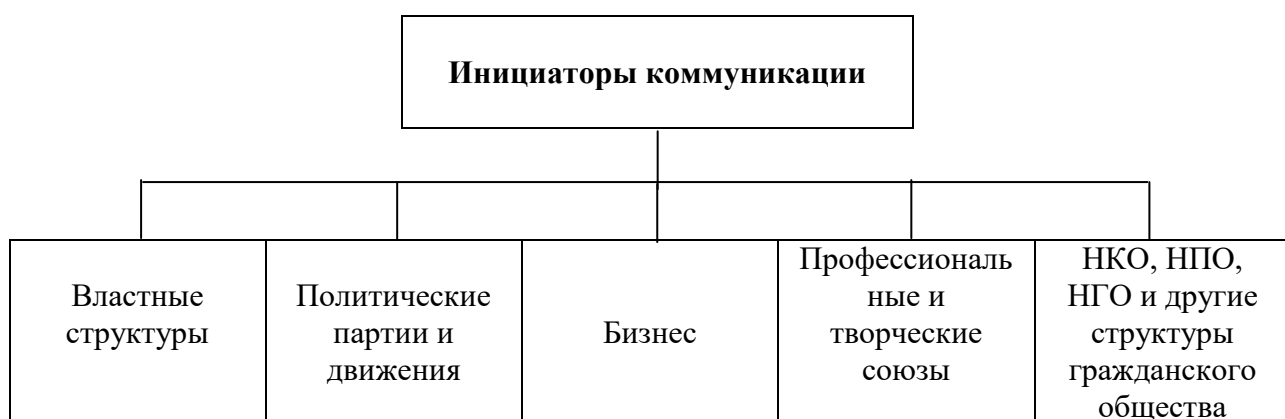 Инициаторы коммуникации
Властные
структуры
Политические
партии и
движения
Бизнес
Профессиональ
ные и
творческие
союзы
НКО, НПО,
НГО и другие
структуры
гражданского
общества